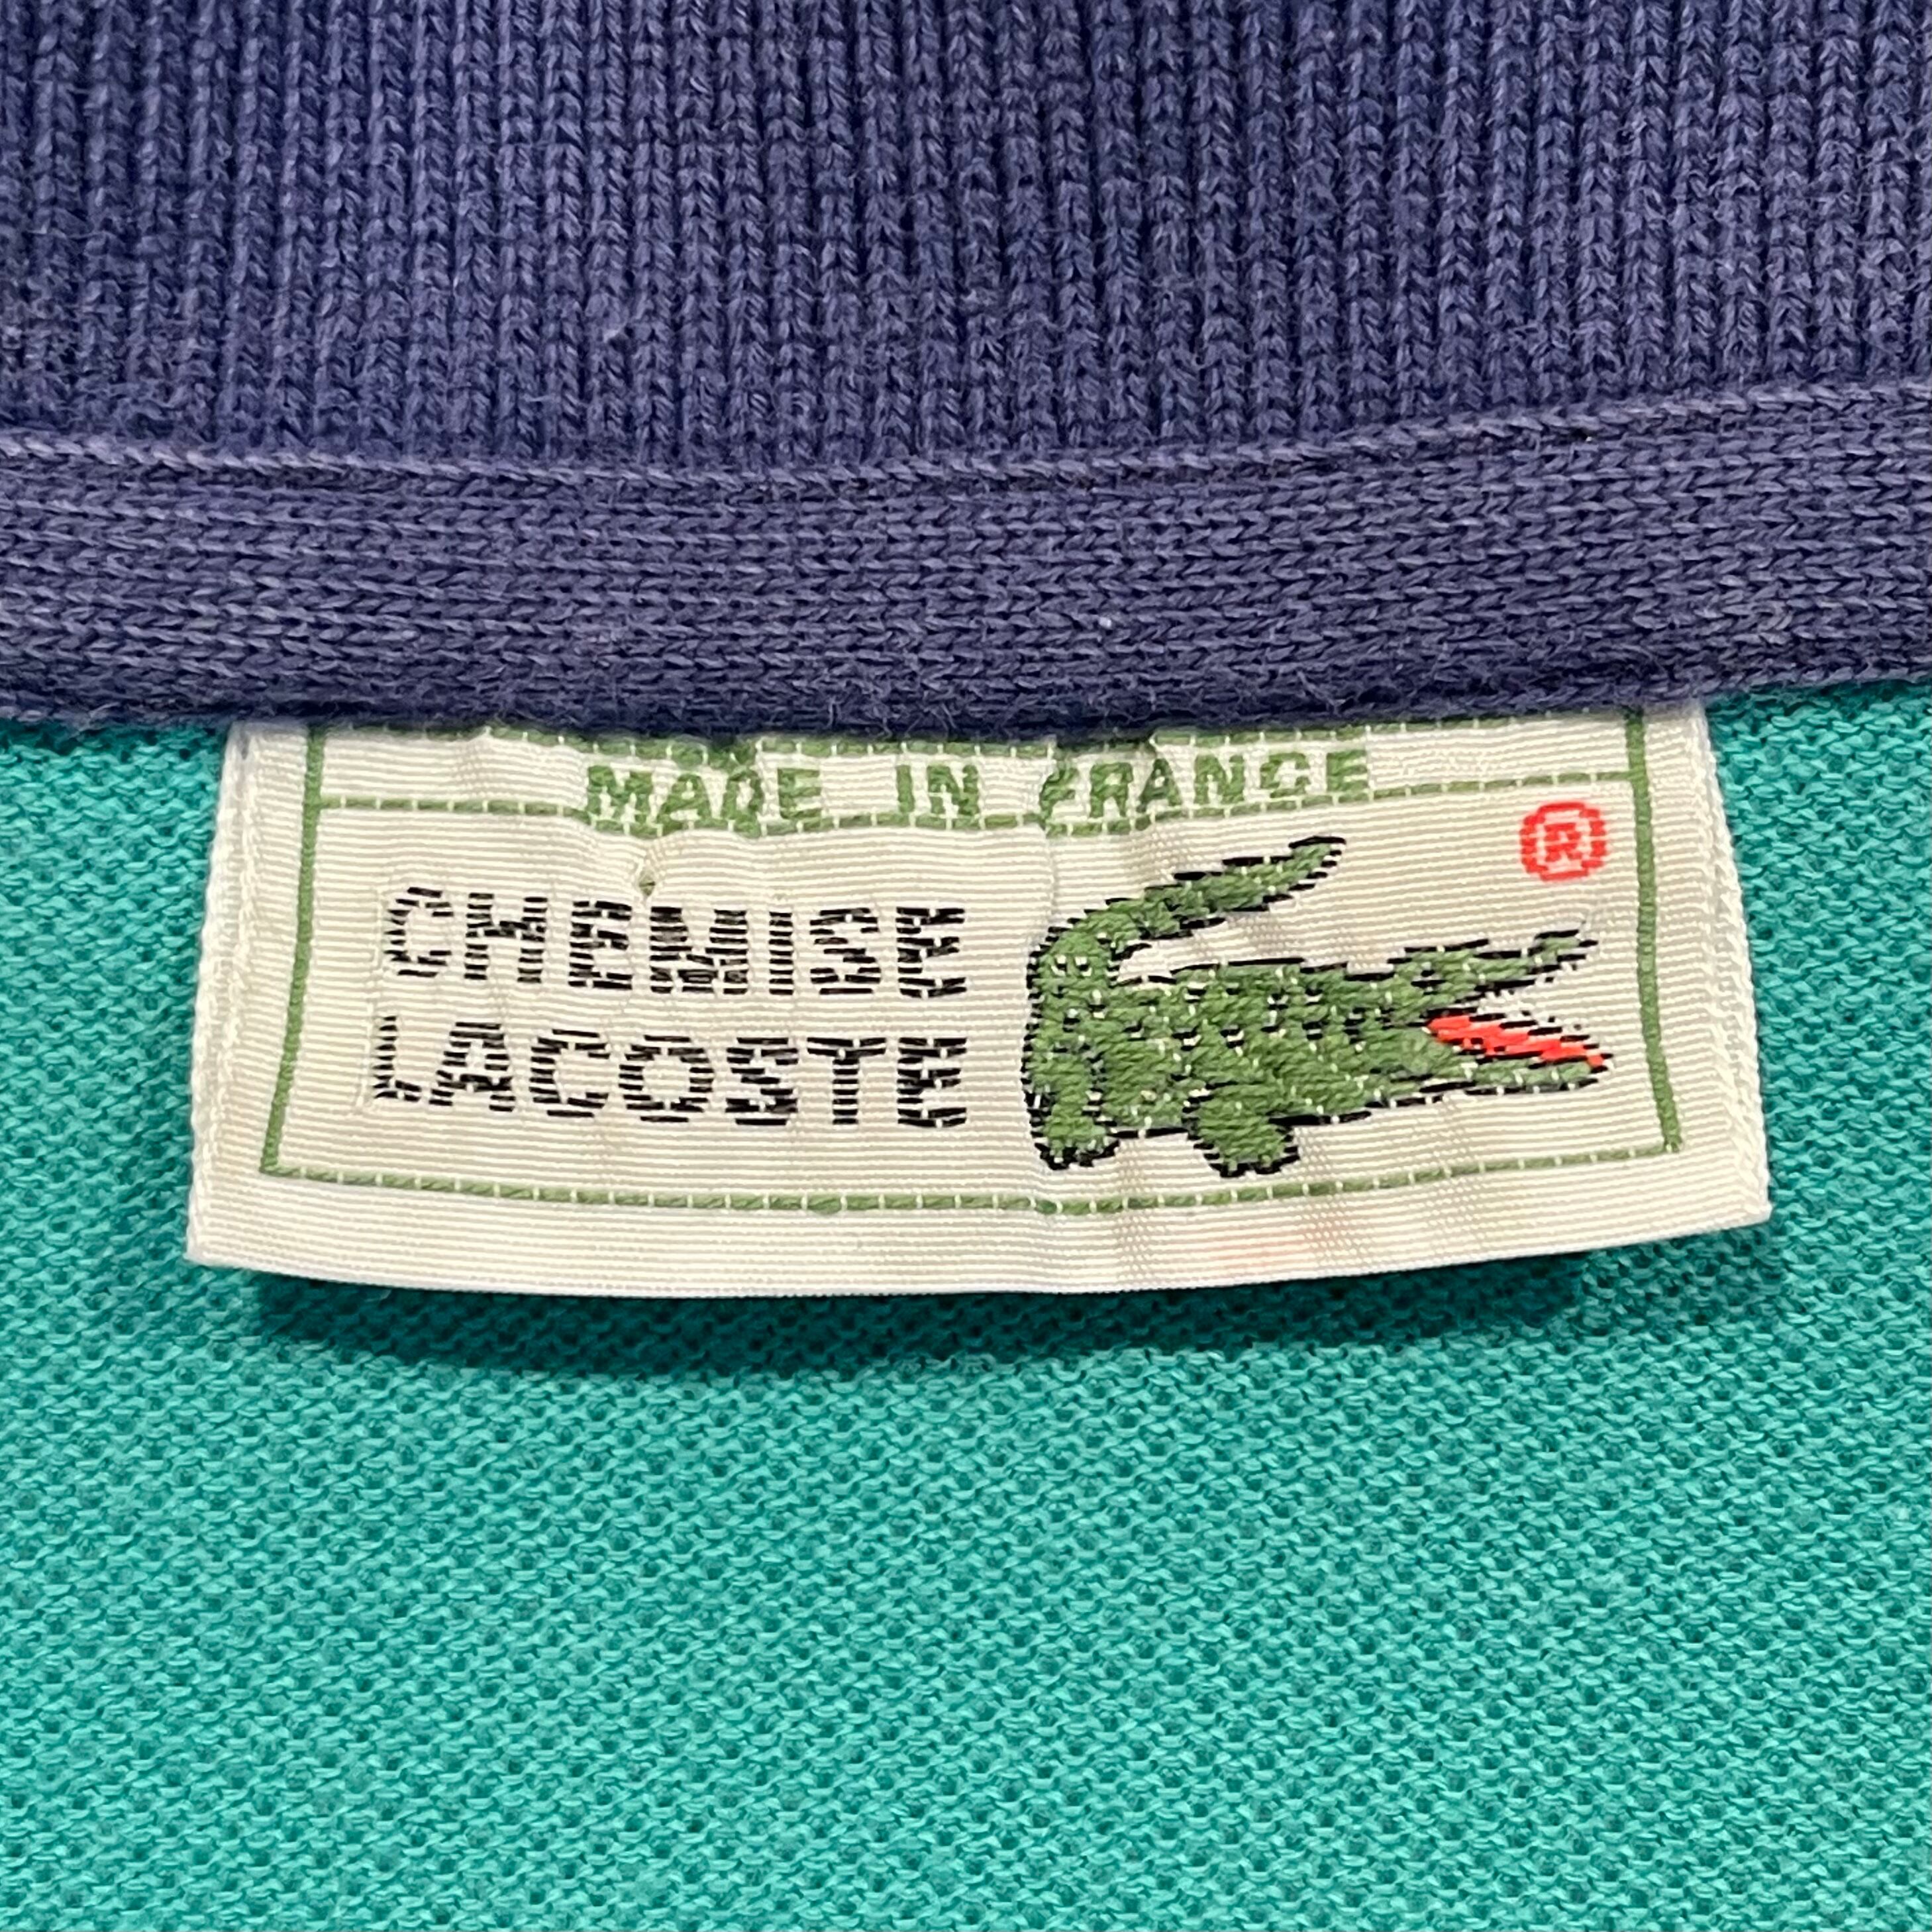 MADE IN FRANCE
®
CHEMISE
LACOSTE